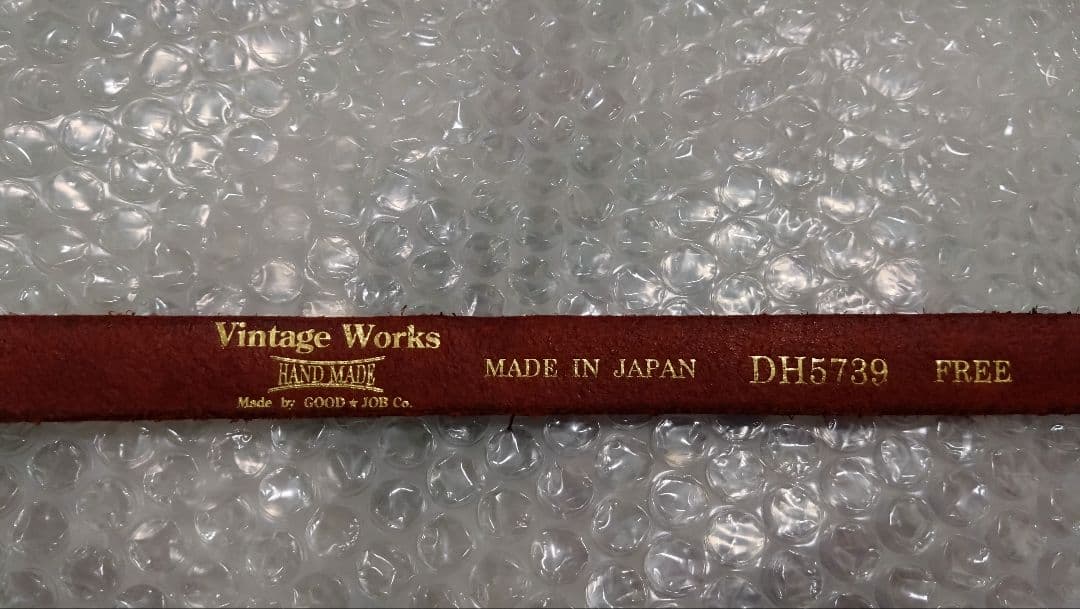 Vintage Works
HAND MADE
Made by GOOD★JOB Co.
MADE IN JAPAN
DH5739
FREE